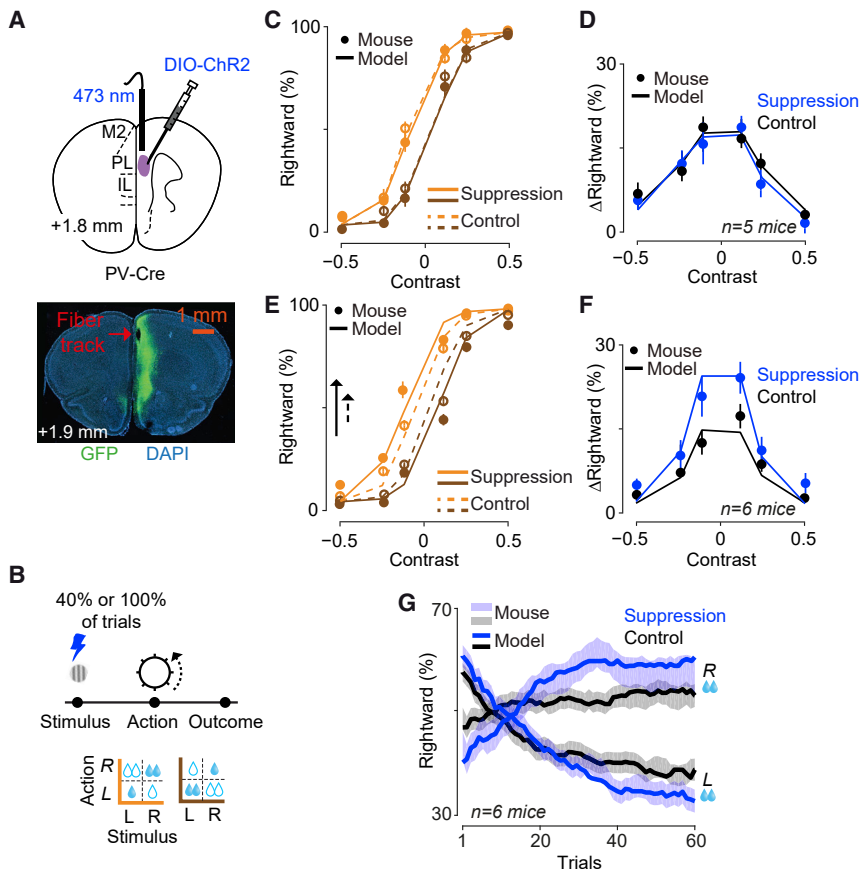 A
DIO-ChR2
473 nm
M2
PL
IL
+1.8 mm
PV-Cre
Fiber
track
1 mm
+1.9 mm
GFP DAPI
B
40% or 100%
of trials
Stimulus Action Outcome
Action
R
L
L R L R
Stimulus
C
100
Mouse
Model
Rightward (%)
Suppression
Control
0
−0.5 0 0.5
Contrast
D
30
Mouse
Model
Suppression
Control
ΔRightward (%)
n=5 mice
0
−0.5 0 0.5
Contrast
E
100
Mouse
Model
Rightward (%)
Suppression
Control
0
−0.5 0 0.5
Contrast
F
30
Mouse
Model
Suppression
Control
ΔRightward (%)
n=6 mice
0
−0.5 0 0.5
Contrast
G
70
Mouse
Model
Suppression
Control
Rightward (%)
R
L
30
n=6 mice
1 20 40 60
Trials